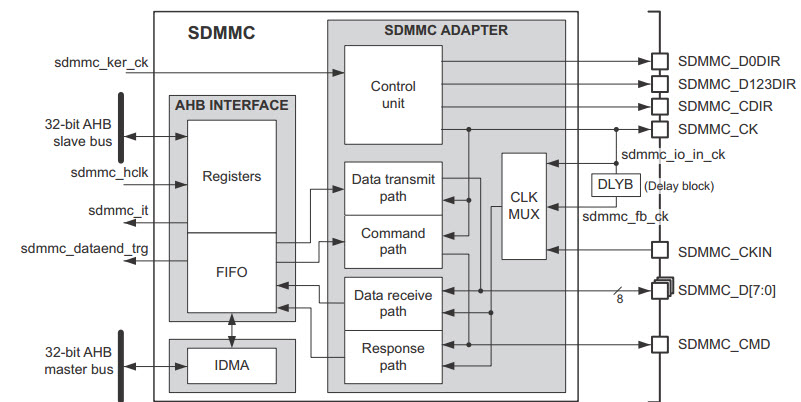 SDMMC
SDMMC ADAPTER
sdmmc_ker_ck
Control
unit
SDMMC_D0DIR
SDMMC_D123DIR
SDMMC_CDIR
SDMMC_CK
AHB INTERFACE
32-bit AHB
slave bus
Registers
sdmmc_hclk
sdmmc_it
sdmmc_dataend_trg
FIFO
Data transmit
path
Command
path
Data receive
path
Response
path
CLK
MUX
sdmmc_io_in_ck
DLYB
(Delay block)
sdmmc_fb_ck
SDMMC_CKIN
8
SDMMC_D[7:0]
SDMMC_CMD
32-bit AHB
master bus
IDMA